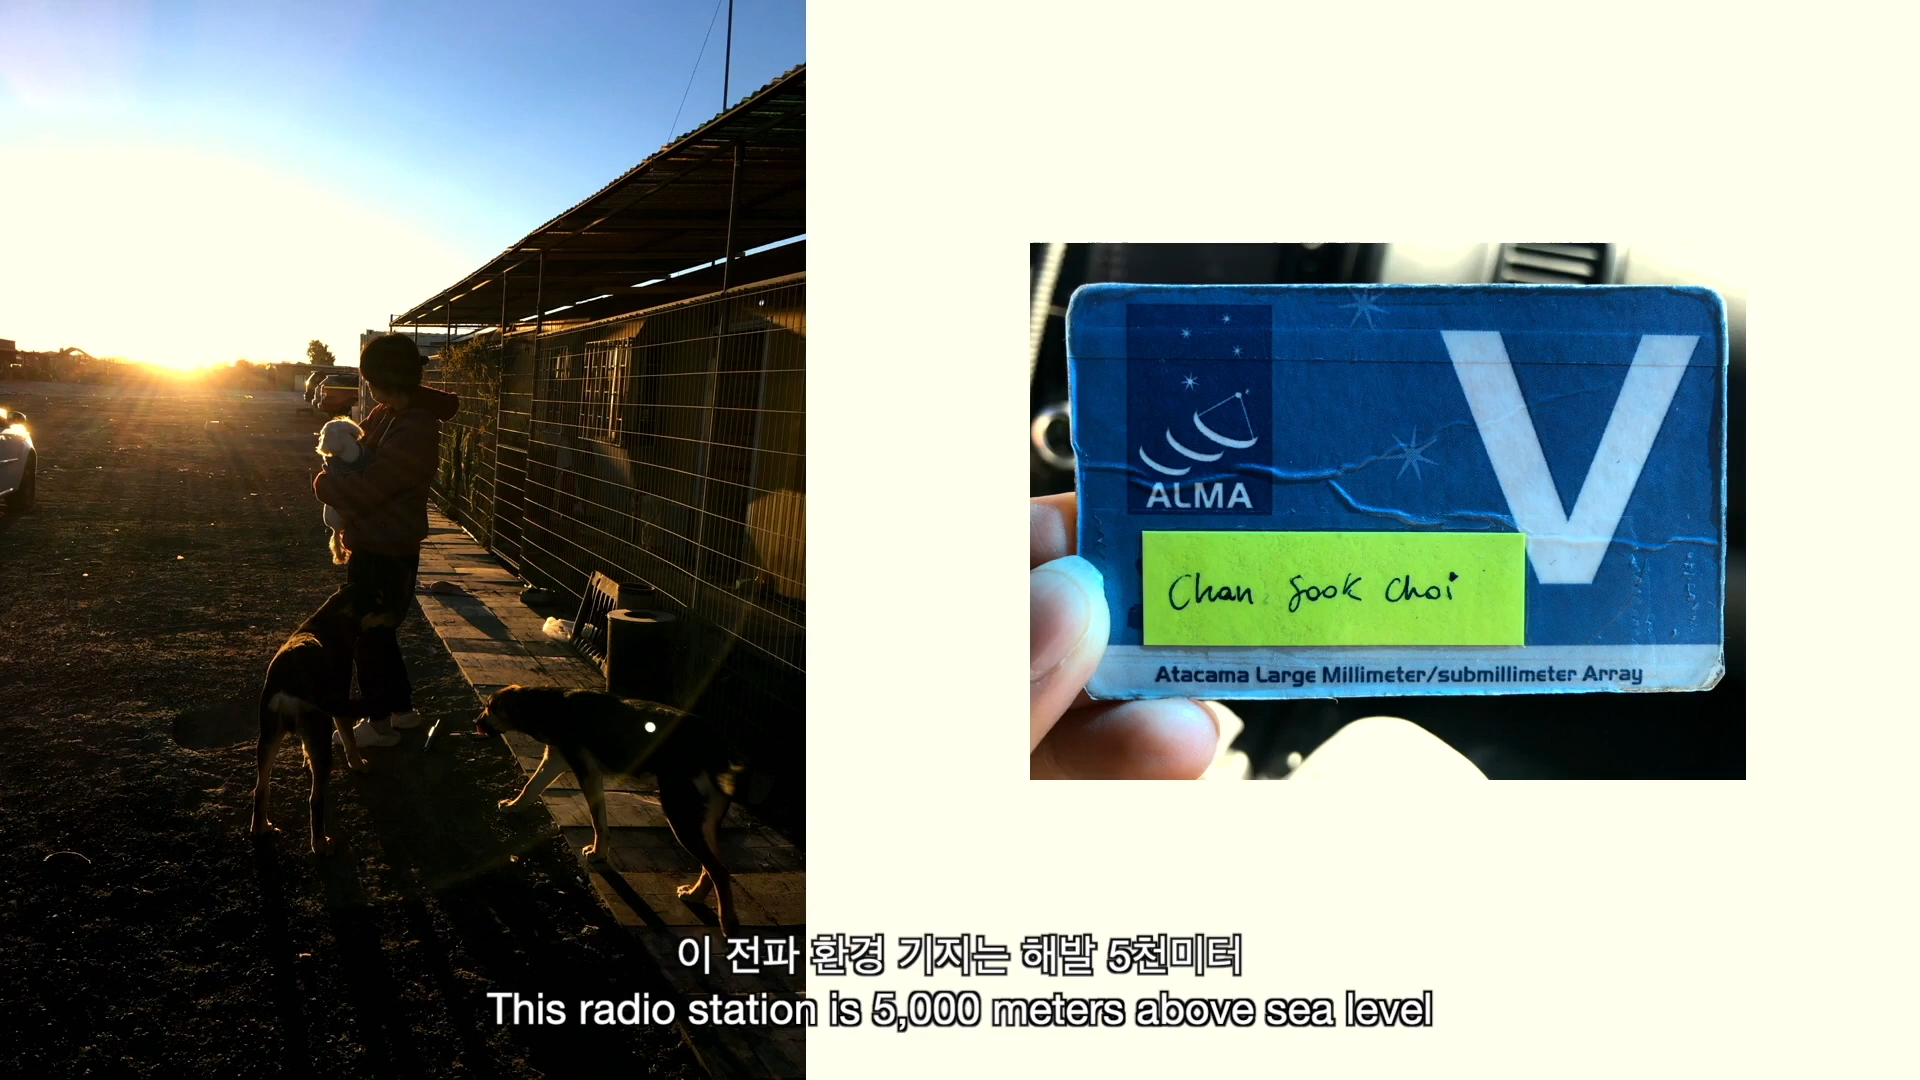 V
ALMA
Chan Sook Choi
Atacama Large Millimeter/submillimeter Array
이 전파 환경 기지는 해발 5천미터
This radio station is 5,000 meters above sea level